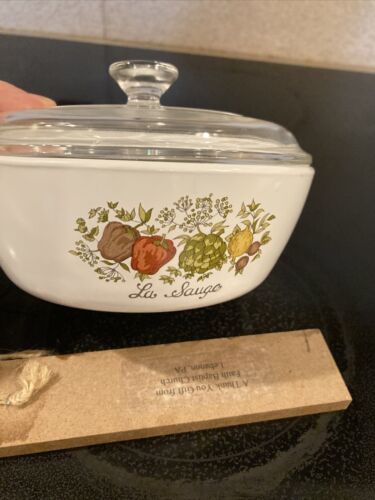 La Sauge
A Thank You Gift from
Faith Baptist Church
Lebanon, PA